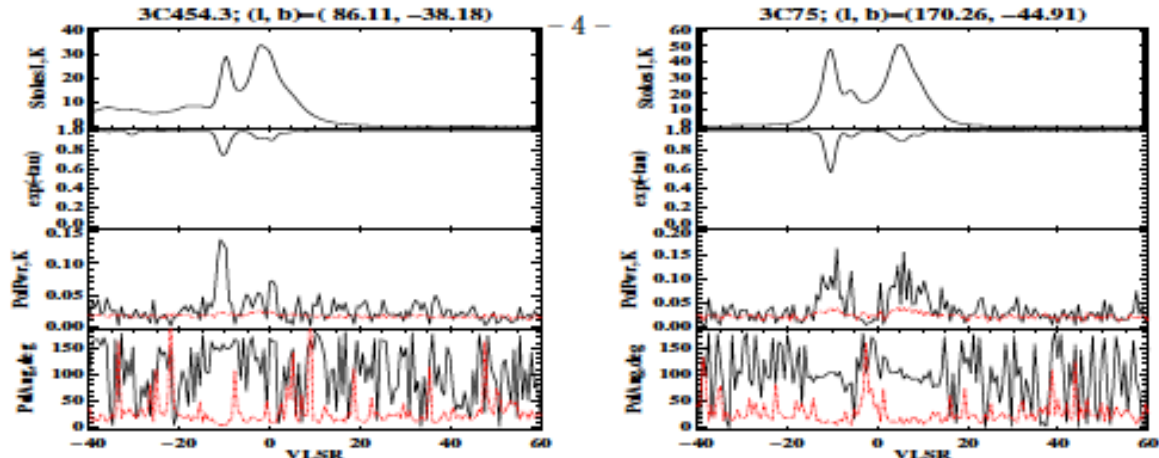 3C454.3; (l, b)=( 86.11, -38.18)
- 4 -
3C75; (l, b)=(170.26, -44.91)
Stokes I, K
40
30
20
10
0
exp(-tau)
1.0
0.8
0.6
0.4
0.2
0.0
PolPwr, K
0.15
0.10
0.05
0.00
PolAng, deg
150
100
50
0
-40 -20 0 20 40 60
VLSR
Stokes I, K
60
50
40
30
20
10
0
exp(-tau)
1.0
0.8
0.6
0.4
0.2
0.0
PolPwr, K
0.20
0.15
0.10
0.05
0.00
PolAng, deg
150
100
50
0
-40 -20 0 20 40 60
VLSR